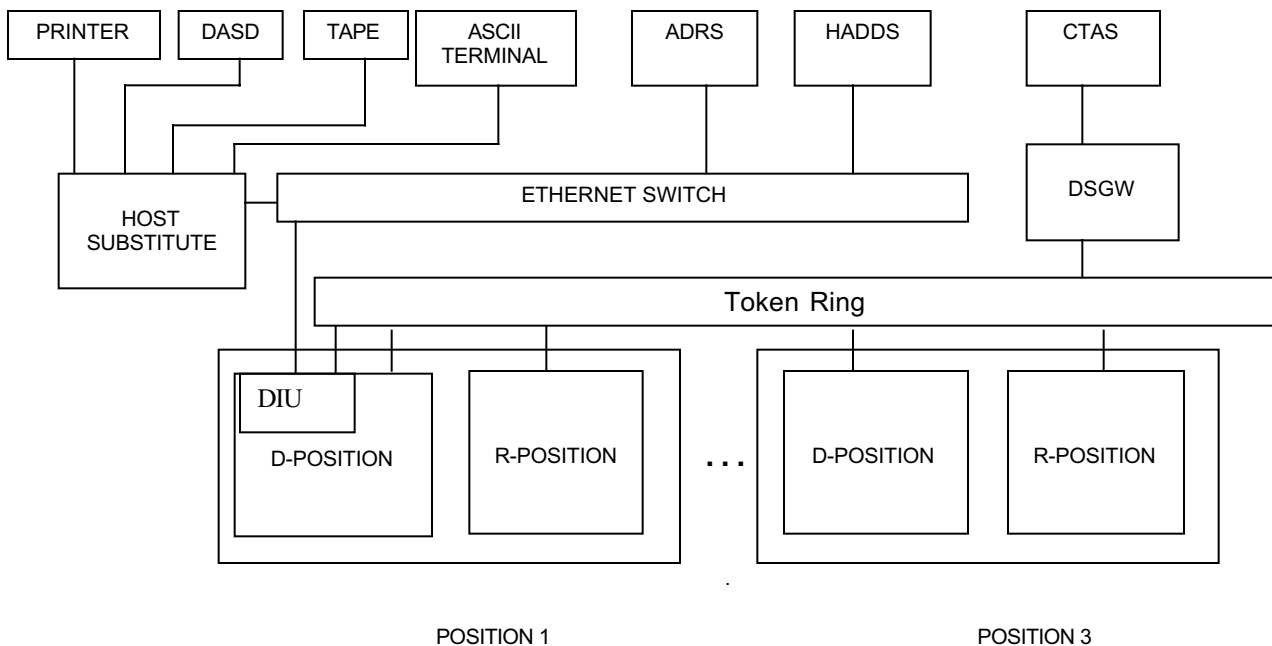 PRINTER
DASD
TAPE
ASCII
TERMINAL
ADRS
HADDS
CTAS
HOST
SUBSTITUTE
ETHERNET SWITCH
DSGW
Token Ring
DIU
D-POSITION
R-POSITION
...
D-POSITION
R-POSITION
.
POSITION 1
POSITION 3